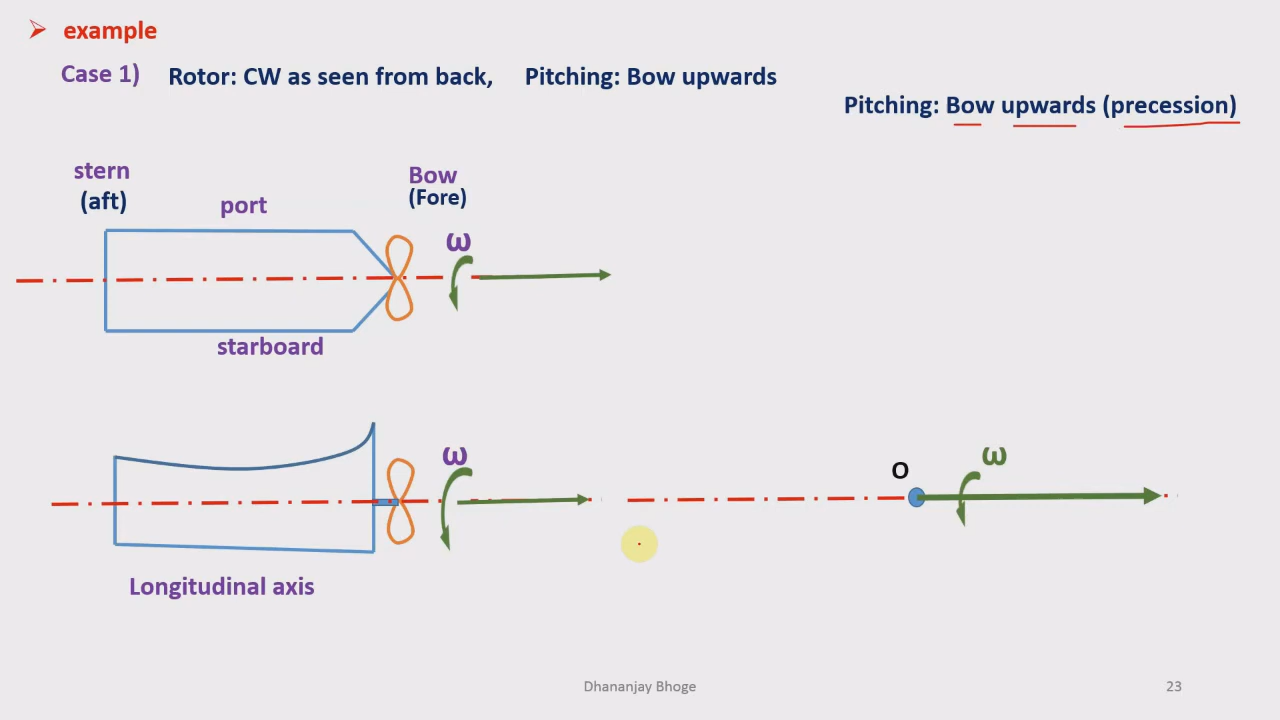 example
Case 1) Rotor: CW as seen from back, Pitching: Bow upwards
Pitching: Bow upwards (precession)
stern
(aft)
port
Bow
(Fore)
ω
starboard
ω
O
ω
Longitudinal axis
Dhananjay Bhoge
23